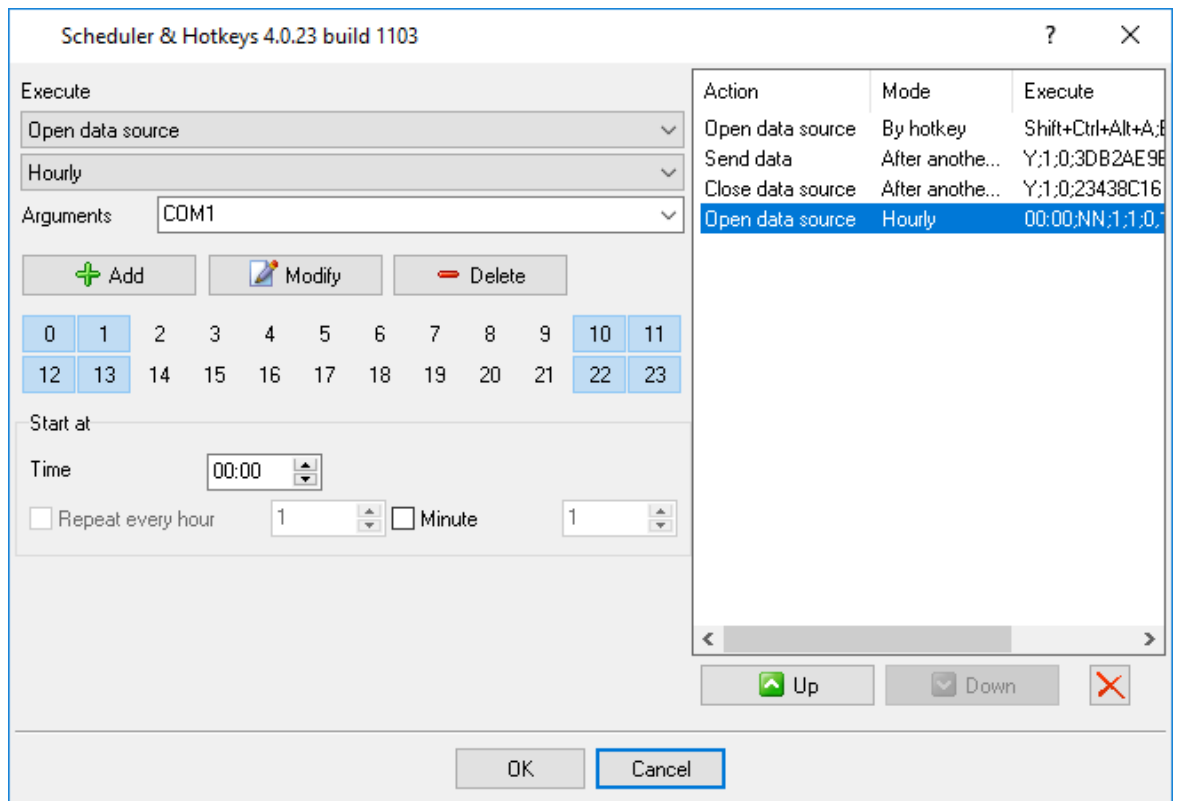 Scheduler & Hotkeys 4.0.23 build 1103
?
Execute
Open data source
Hourly
Arguments COM1
Add Modify Delete
0 1 2 3 4 5 6 7 8 9 10 11
12 13 14 15 16 17 18 19 20 21 22 23
Start at
Time 00:00
Repeat every hour 1 Minute 1
Action Mode Execute
Open data source By hotkey Shift+Ctrl+Alt+A;
Send data After anothe... Y;1;0;3DB2AE9
Close data source After anothe... Y;1;0;23438C16
Open data source Hourly 00:00;NN;1;1;0,
Up Down
OK Cancel